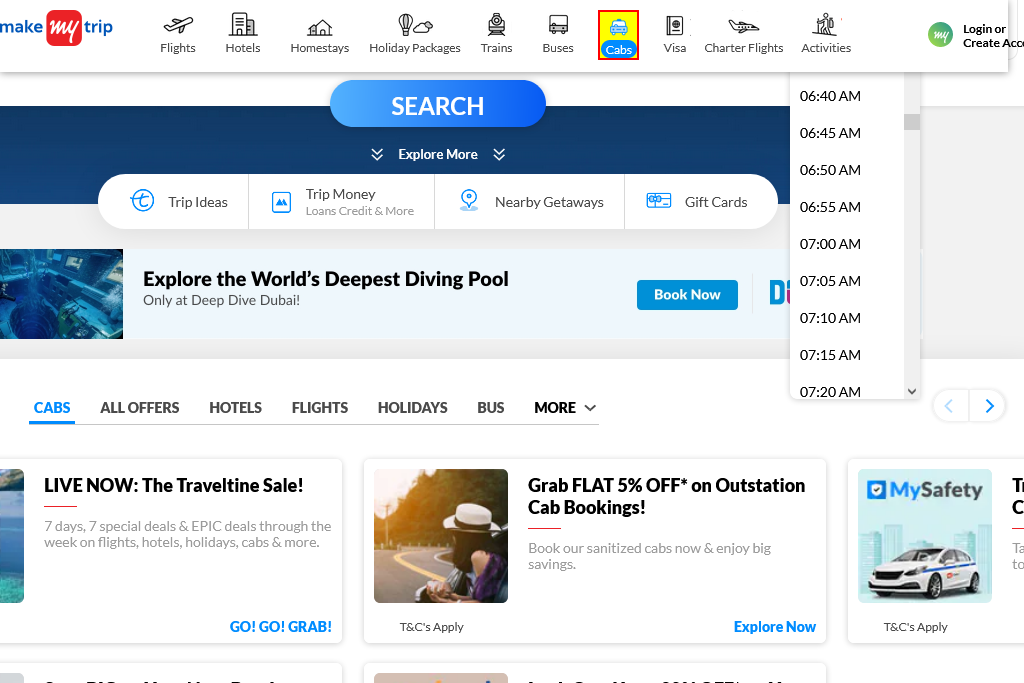 make my trip
Flights
Hotels
Homestays
Holiday Packages
Trains
Buses
Cabs
Visa
Charter Flights
Activities
my
Login or
Create Acco
06:40 AM
06:45 AM
06:50 AM
06:55 AM
07:00 AM
07:05 AM
07:10 AM
07:15 AM
07:20 AM
SEARCH
Explore More
Trip Ideas
Trip Money
Loans Credit & More
Nearby Getaways
Gift Cards
Explore the World's Deepest Diving Pool
Only at Deep Dive Dubai!
Book Now
CABS
ALL OFFERS
HOTELS
FLIGHTS
HOLIDAYS
BUS
MORE
LIVE NOW: The Traveltine Sale!
7 days, 7 special deals & EPIC deals through the
week on flights, hotels, holidays, cabs & more.
GO! GO! GRAB!
Grab FLAT 5% OFF* on Outstation
Cab Bookings!
Book our sanitized cabs now & enjoy big
savings.
T&C's Apply
Explore Now
MySafety
T&C's Apply